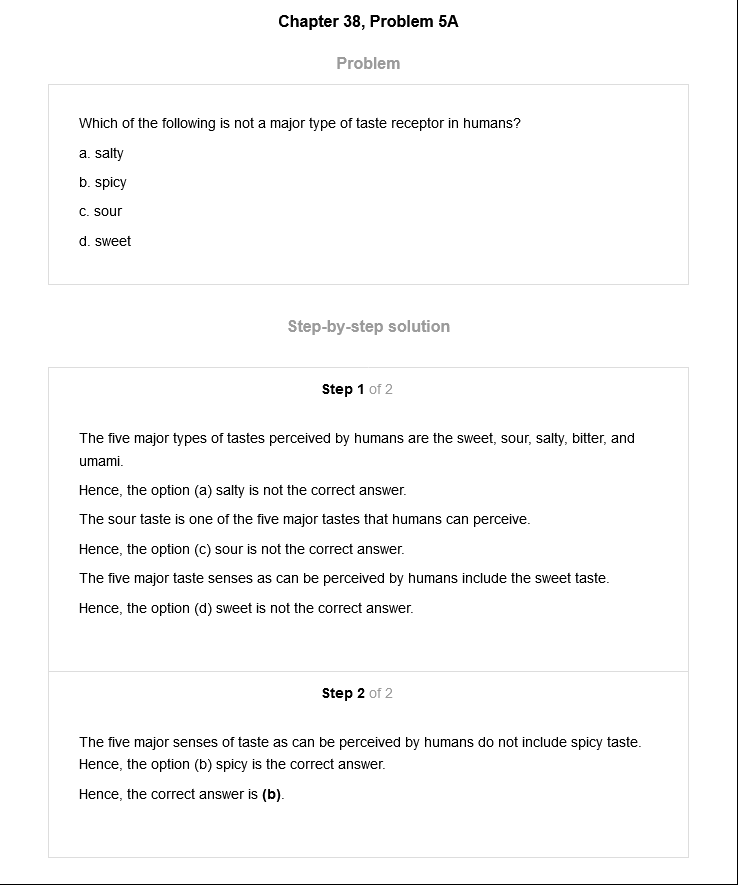 Chapter 38, Problem 5A
Problem
Which of the following is not a major type of taste receptor in humans?
a. salty
b. spicy
c. sour
d. sweet
Step-by-step solution
Step 1 of 2
The five major types of tastes perceived by humans are the sweet, sour, salty, bitter, and
umami.
Hence, the option (a) salty is not the correct answer.
The sour taste is one of the five major tastes that humans can perceive.
Hence, the option (c) sour is not the correct answer.
The five major taste senses as can be perceived by humans include the sweet taste.
Hence, the option (d) sweet is not the correct answer.
Step 2 of 2
The five major senses of taste as can be perceived by humans do not include spicy taste.
Hence, the option (b) spicy is the correct answer.
Hence, the correct answer is (b).